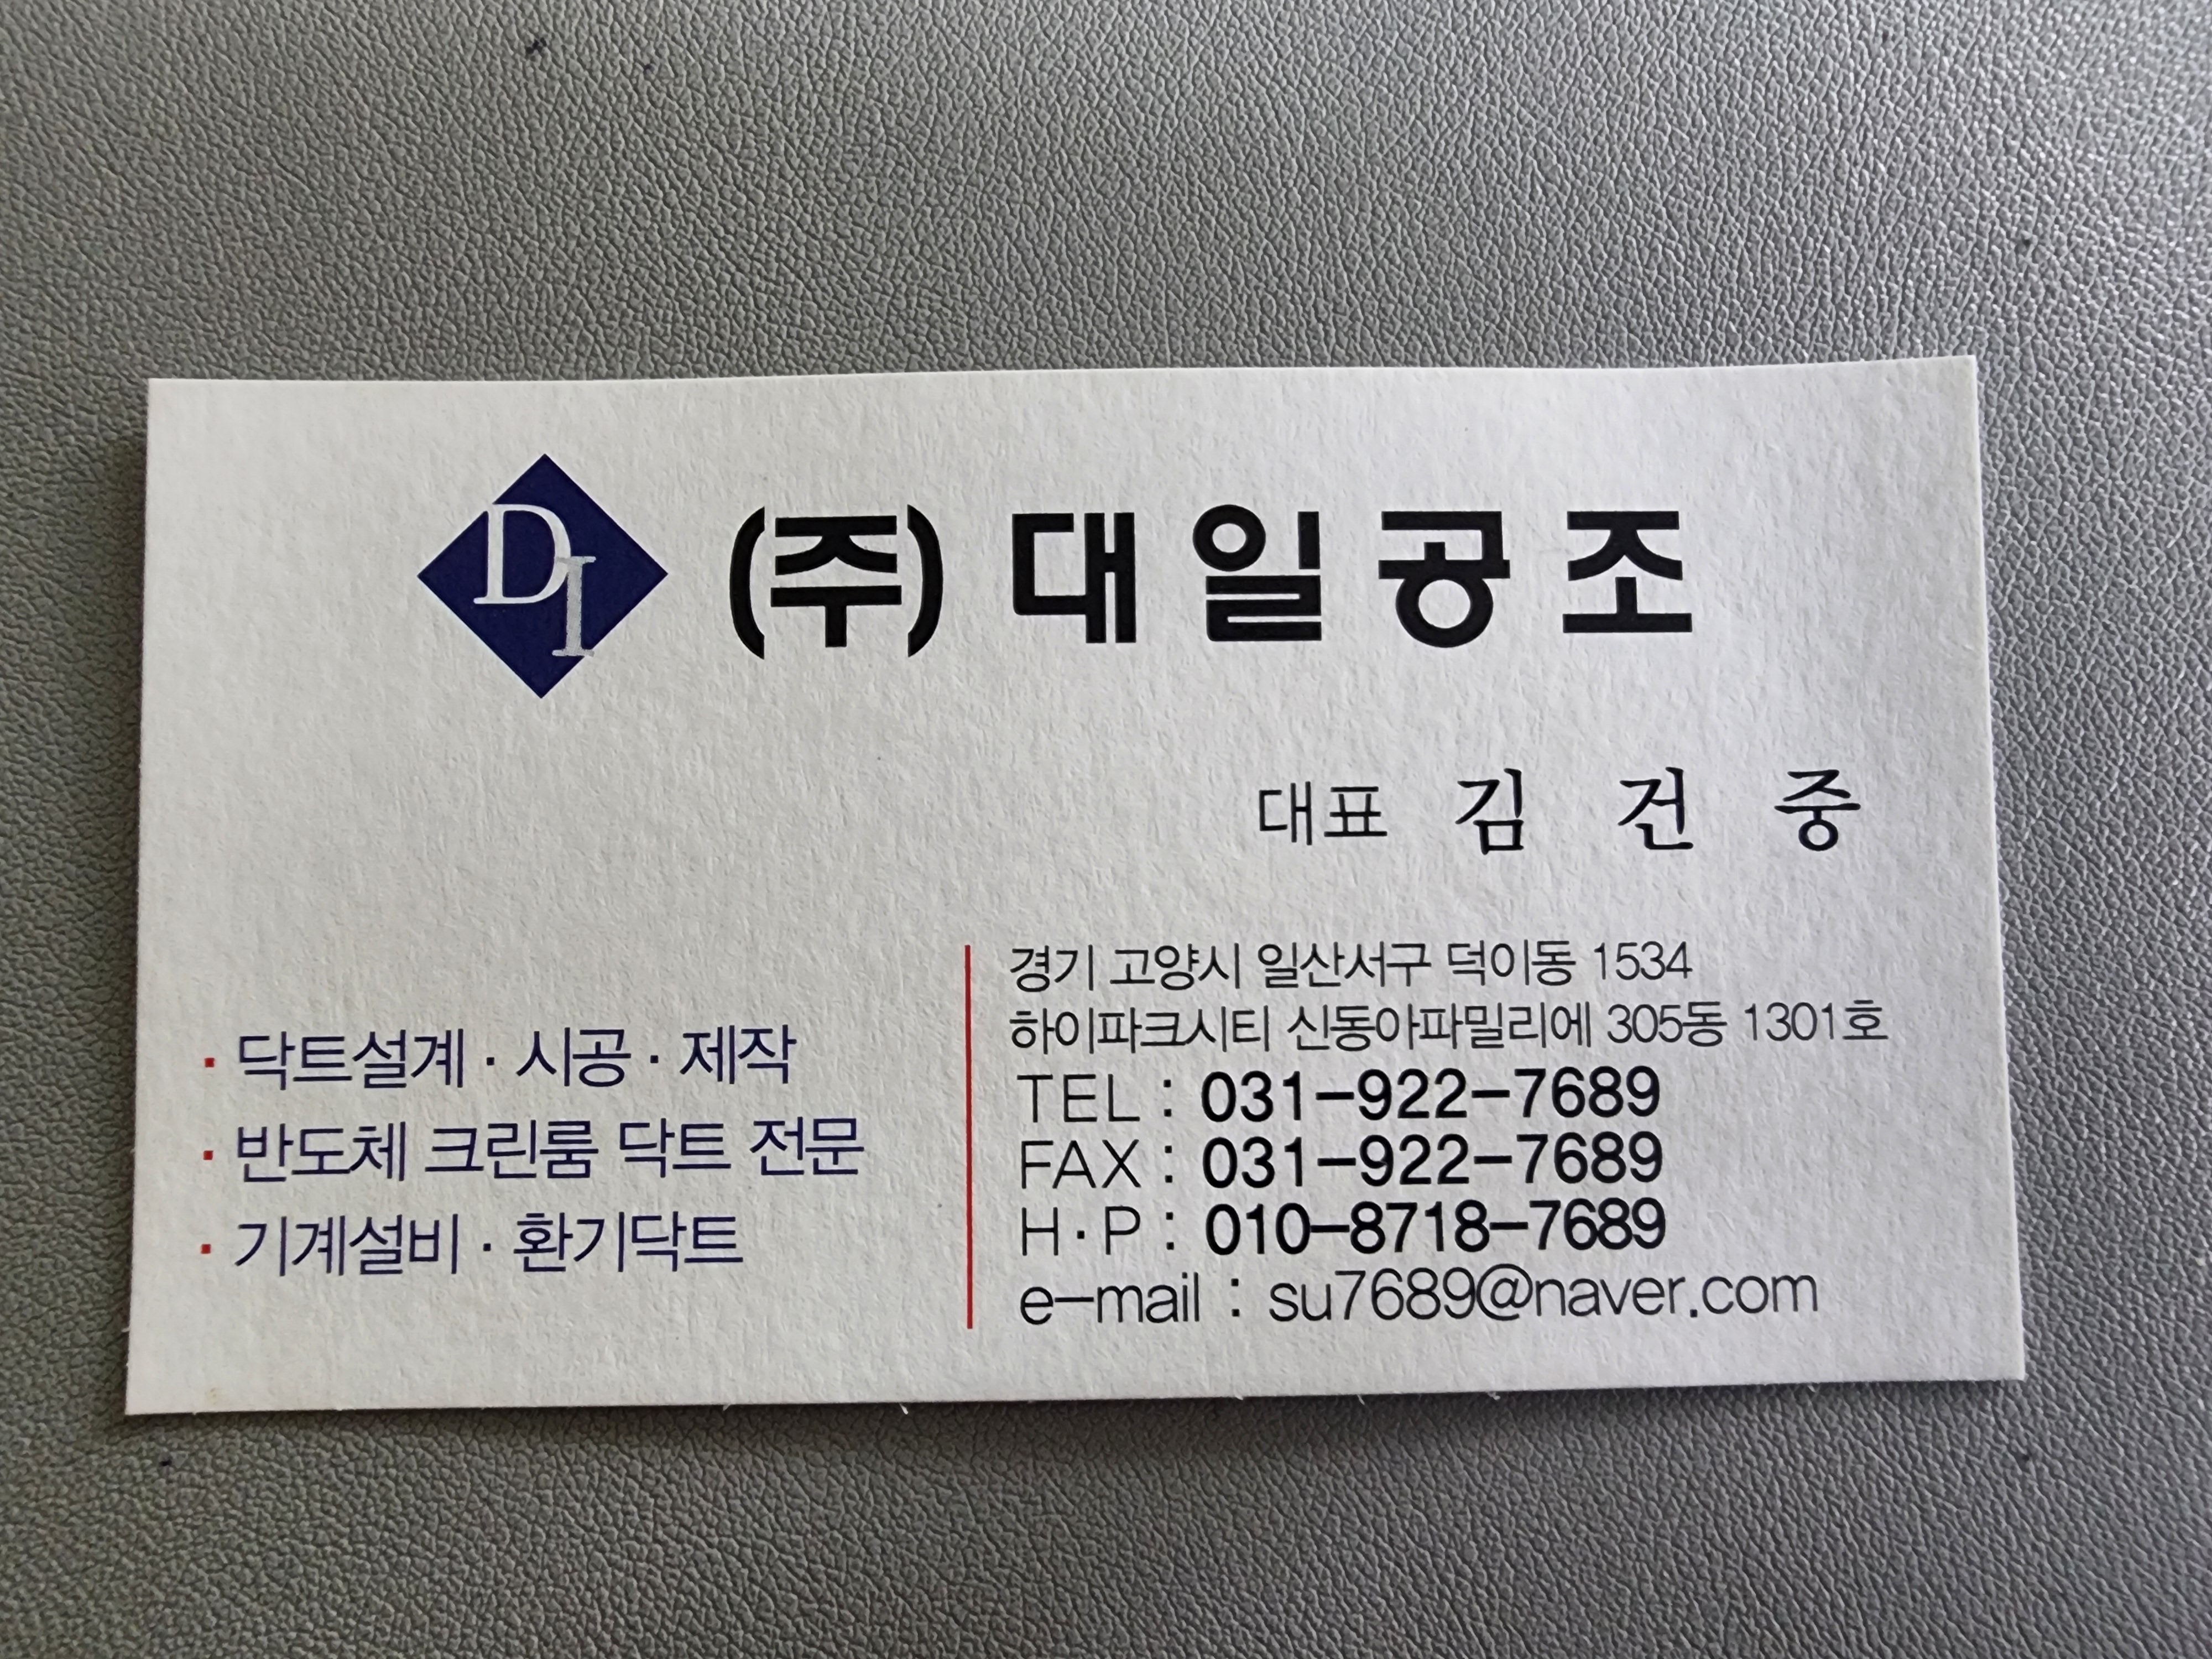 DI (주) 대일공조
대표 김 건 중
· 닥트설계 · 시공 · 제작
· 반도체 크린룸 닥트 전문
· 기계설비 · 환기닥트
경기 고양시 일산서구 덕이동 1534
하이파크시티 신동아파밀리에 305동 1301호
TEL : 031-922-7689
FAX : 031-922-7689
H·P : 010-8718-7689
e-mail : su7689@naver.com